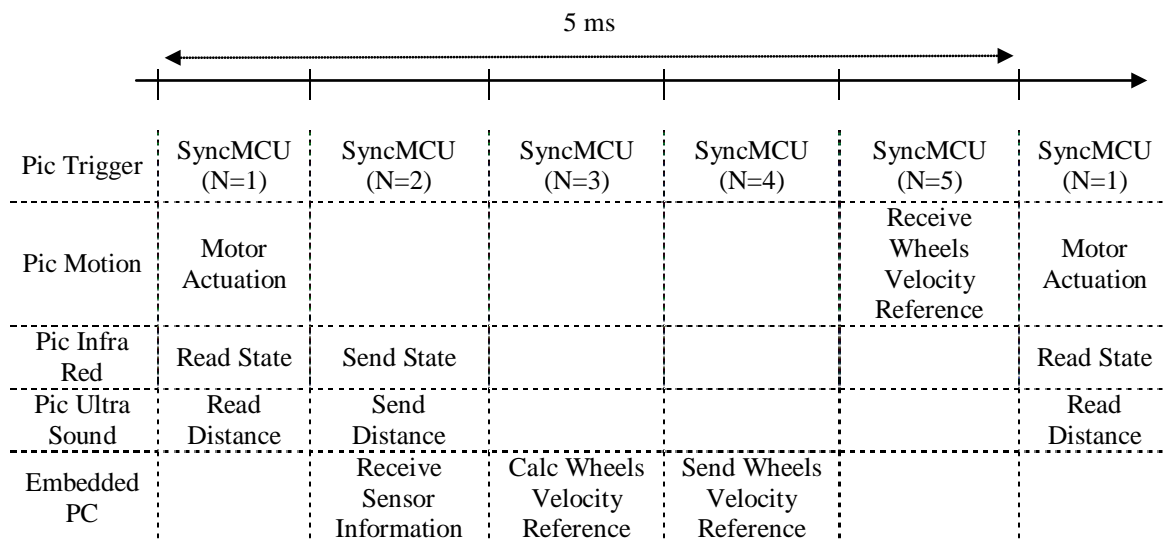 5 ms
Pic Trigger
SyncMCU
(N=1)
SyncMCU
(N=2)
SyncMCU
(N=3)
SyncMCU
(N=4)
SyncMCU
(N=5)
SyncMCU
(N=1)
Pic Motion
Motor
Actuation
Receive
Wheels
Velocity
Reference
Motor
Actuation
Pic Infra
Red
Read State
Send State
Read State
Pic Ultra
Sound
Read
Distance
Send
Distance
Read
Distance
Embedded
PC
Receive
Sensor
Information
Calc Wheels
Velocity
Reference
Send Wheels
Velocity
Reference